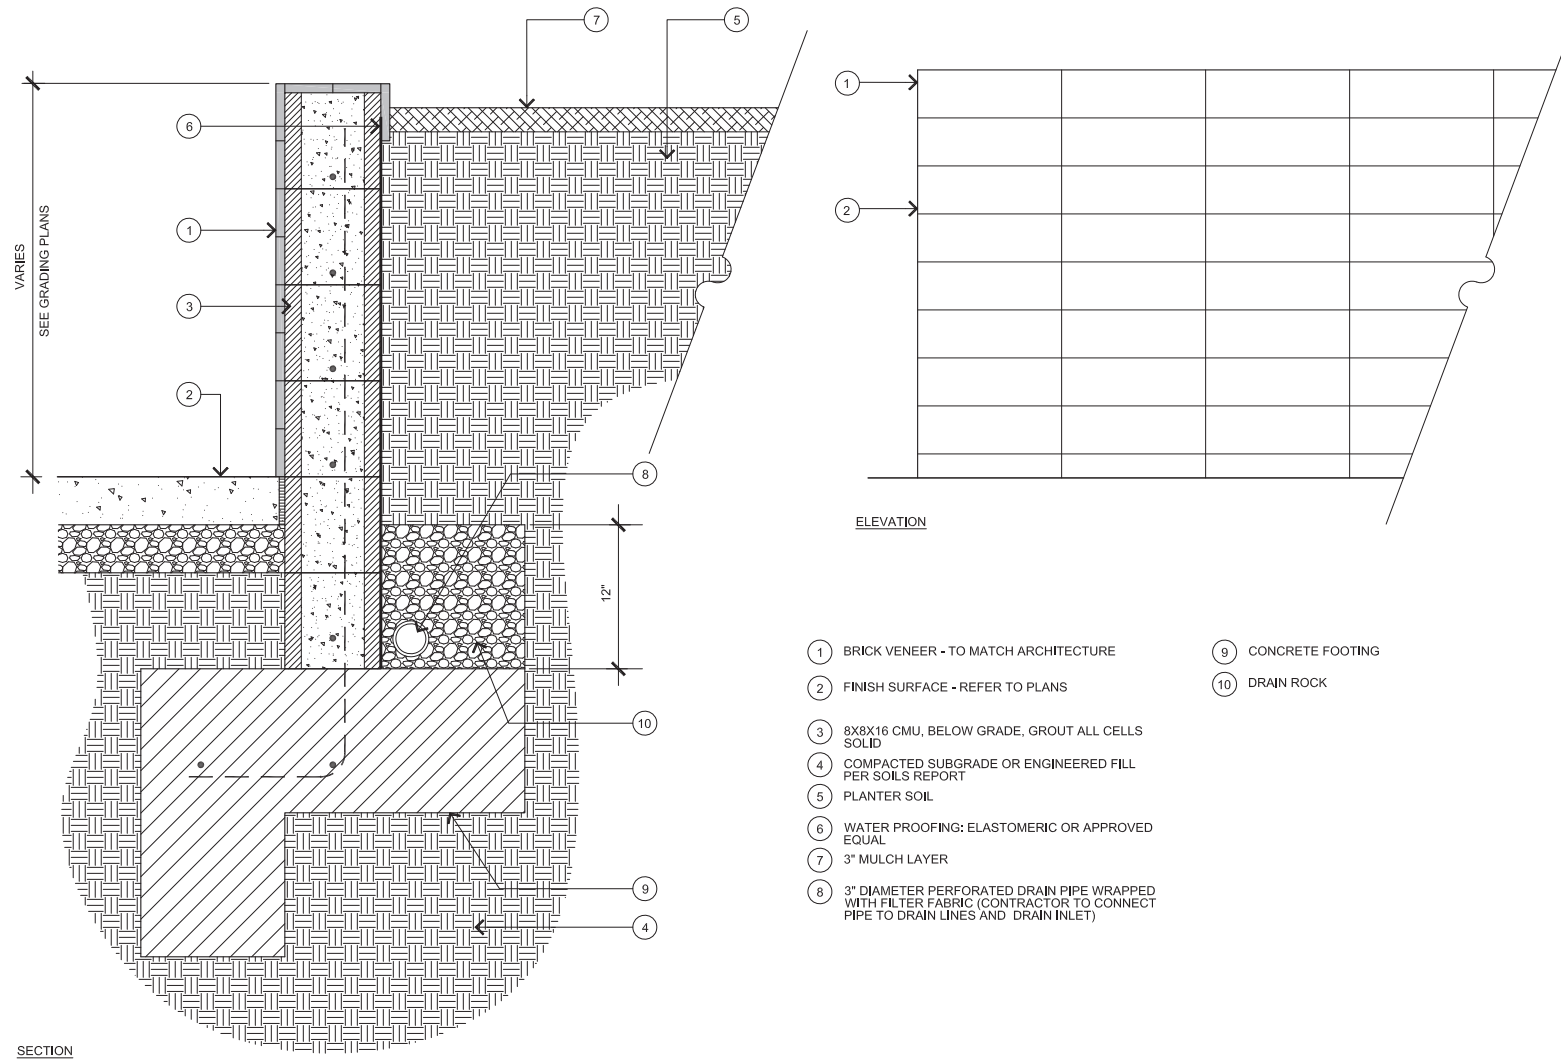 7
5
1
6
2
1
VARIES
SEE GRADING PLANS
3
2
8
ELEVATION
12"
10
9
4
SECTION
1 BRICK VENEER - TO MATCH ARCHITECTURE
2 FINISH SURFACE - REFER TO PLANS
3 8X8X16 CMU, BELOW GRADE, GROUT ALL CELLS
SOLID
4 COMPACTED SUBGRADE OR ENGINEERED FILL
PER SOILS REPORT
5 PLANTER SOIL
6 WATER PROOFING: ELASTOMERIC OR APPROVED
EQUAL
7 3" MULCH LAYER
8 3" DIAMETER PERFORATED DRAIN PIPE WRAPPED
WITH FILTER FABRIC (CONTRACTOR TO CONNECT
PIPE TO DRAIN LINES AND DRAIN INLET)
9 CONCRETE FOOTING
10 DRAIN ROCK